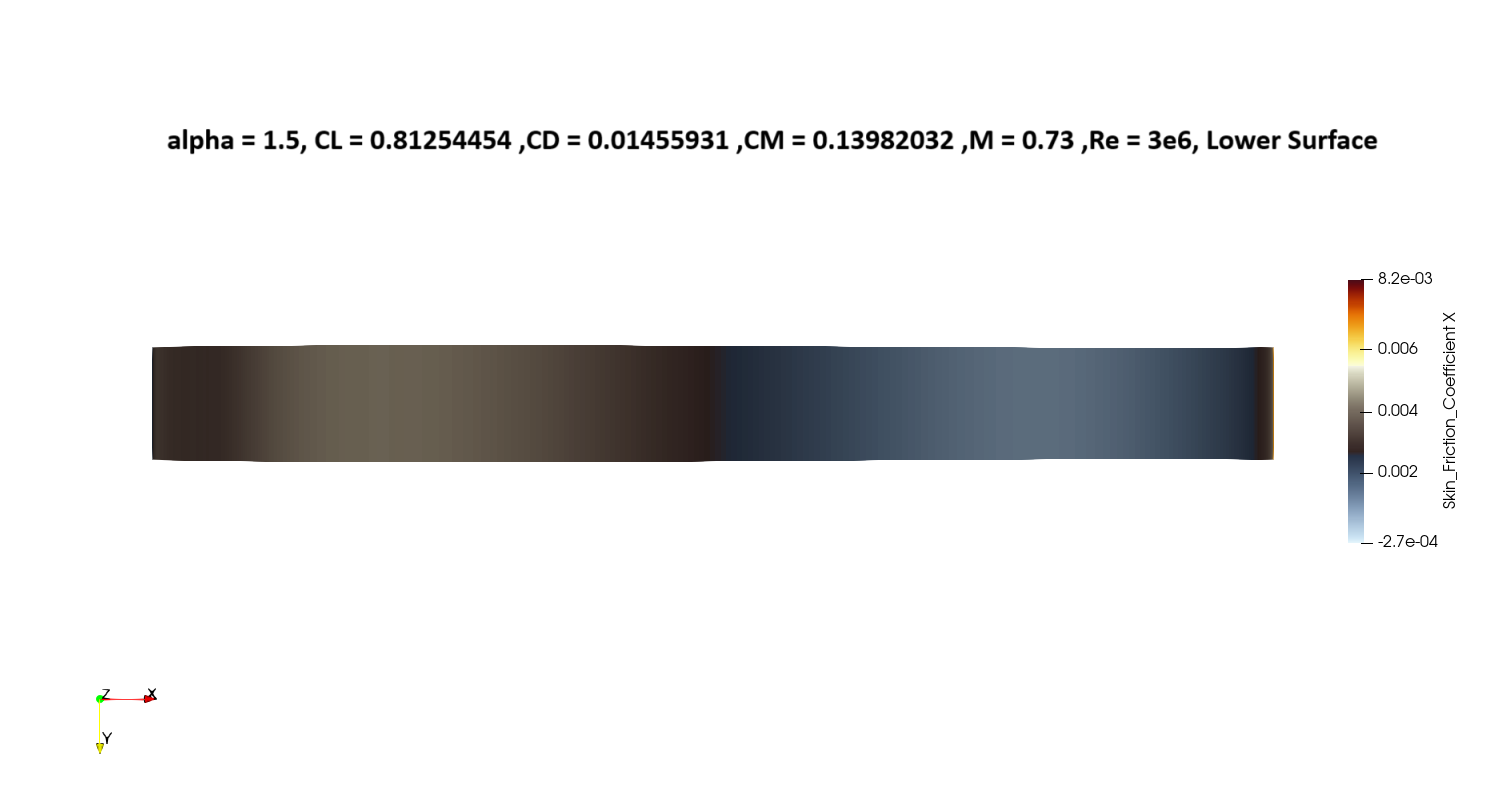 alpha = 1.5, CL = 0.81254454 ,CD = 0.01455931 ,CM = 0.13982032 ,M = 0.73 ,Re = 3e6, Lower Surface
8.2e-03
0.006
0.004
0.002
-2.7e-04
Skin_Friction_Coefficient X
Z
X
Y